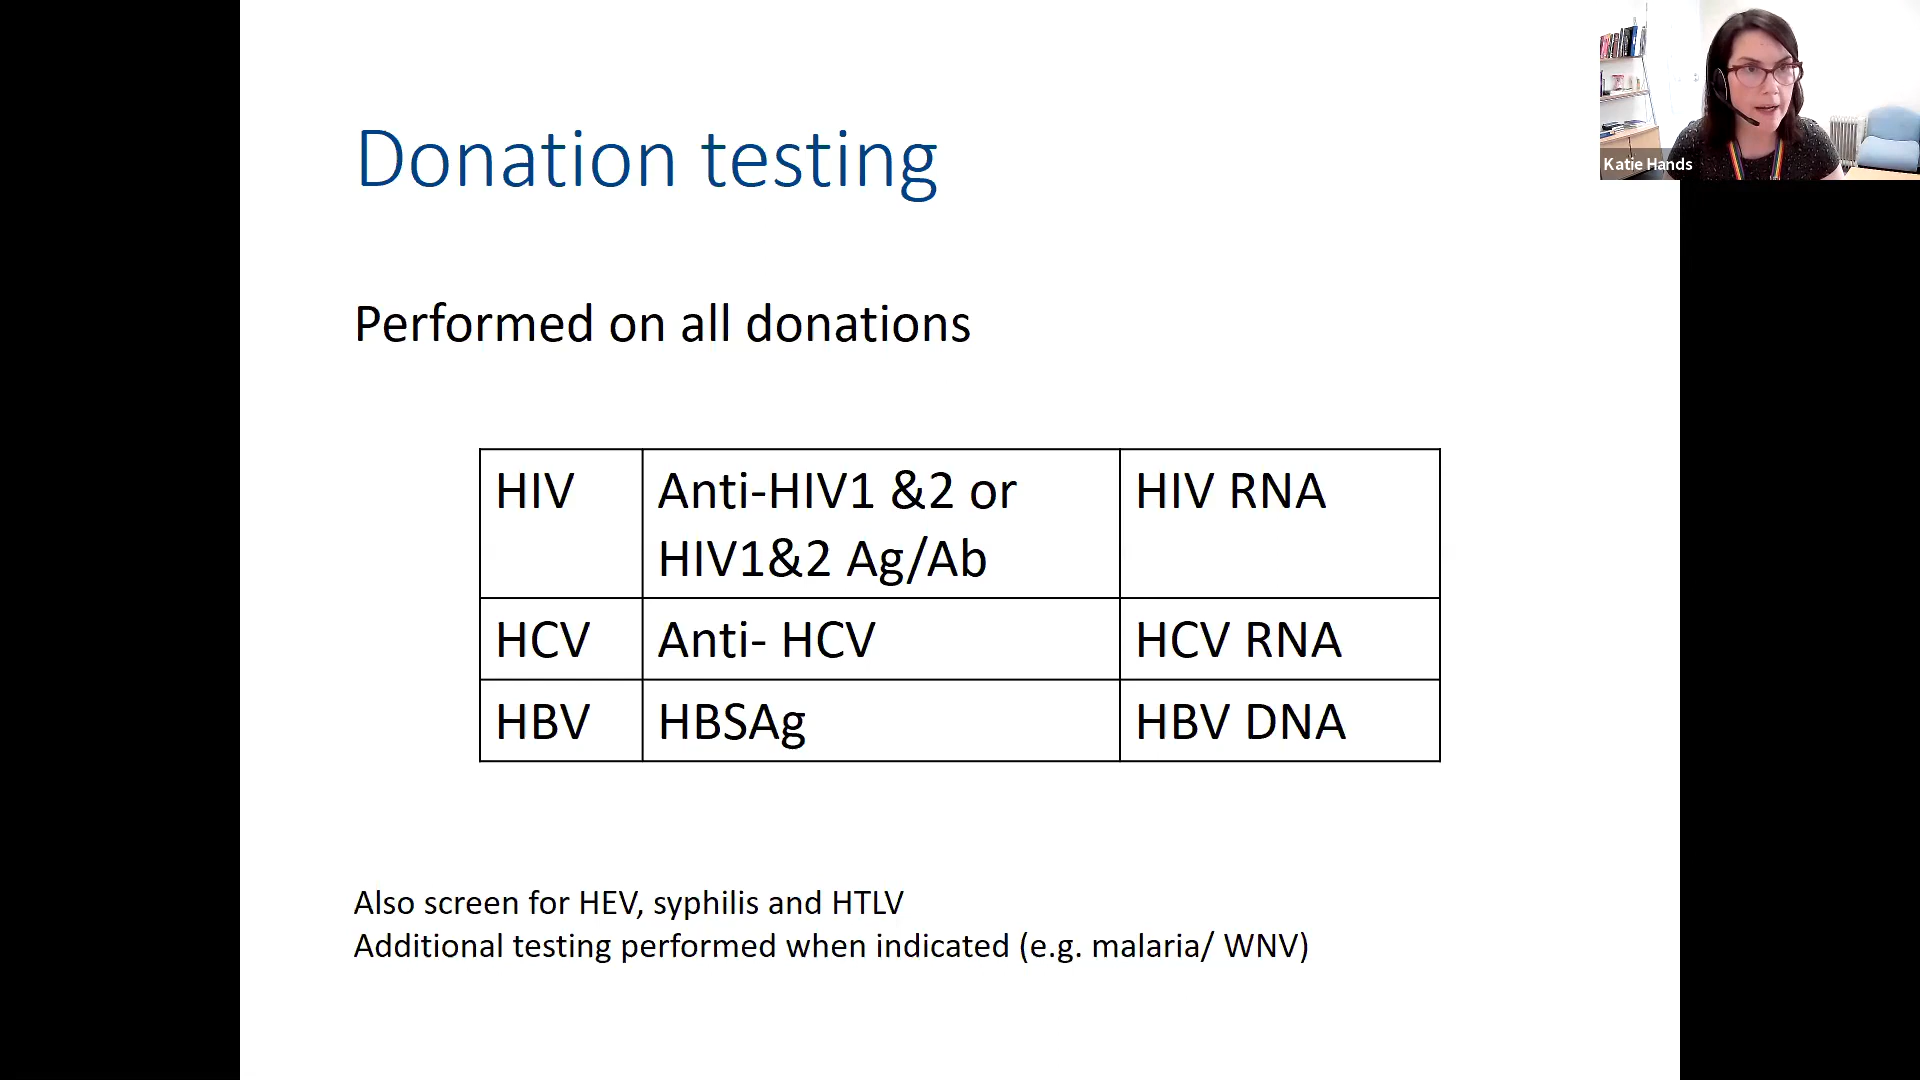 Donation testing
Katie Hands
Performed on all donations
HIV
Anti-HIV1 &2 or
HIV1&2 Ag/Ab
HIV RNA
HCV
Anti- HCV
HCV RNA
HBV
HBSAg
HBV DNA
Also screen for HEV, syphilis and HTLV
Additional testing performed when indicated (e.g. malaria/ WNV)